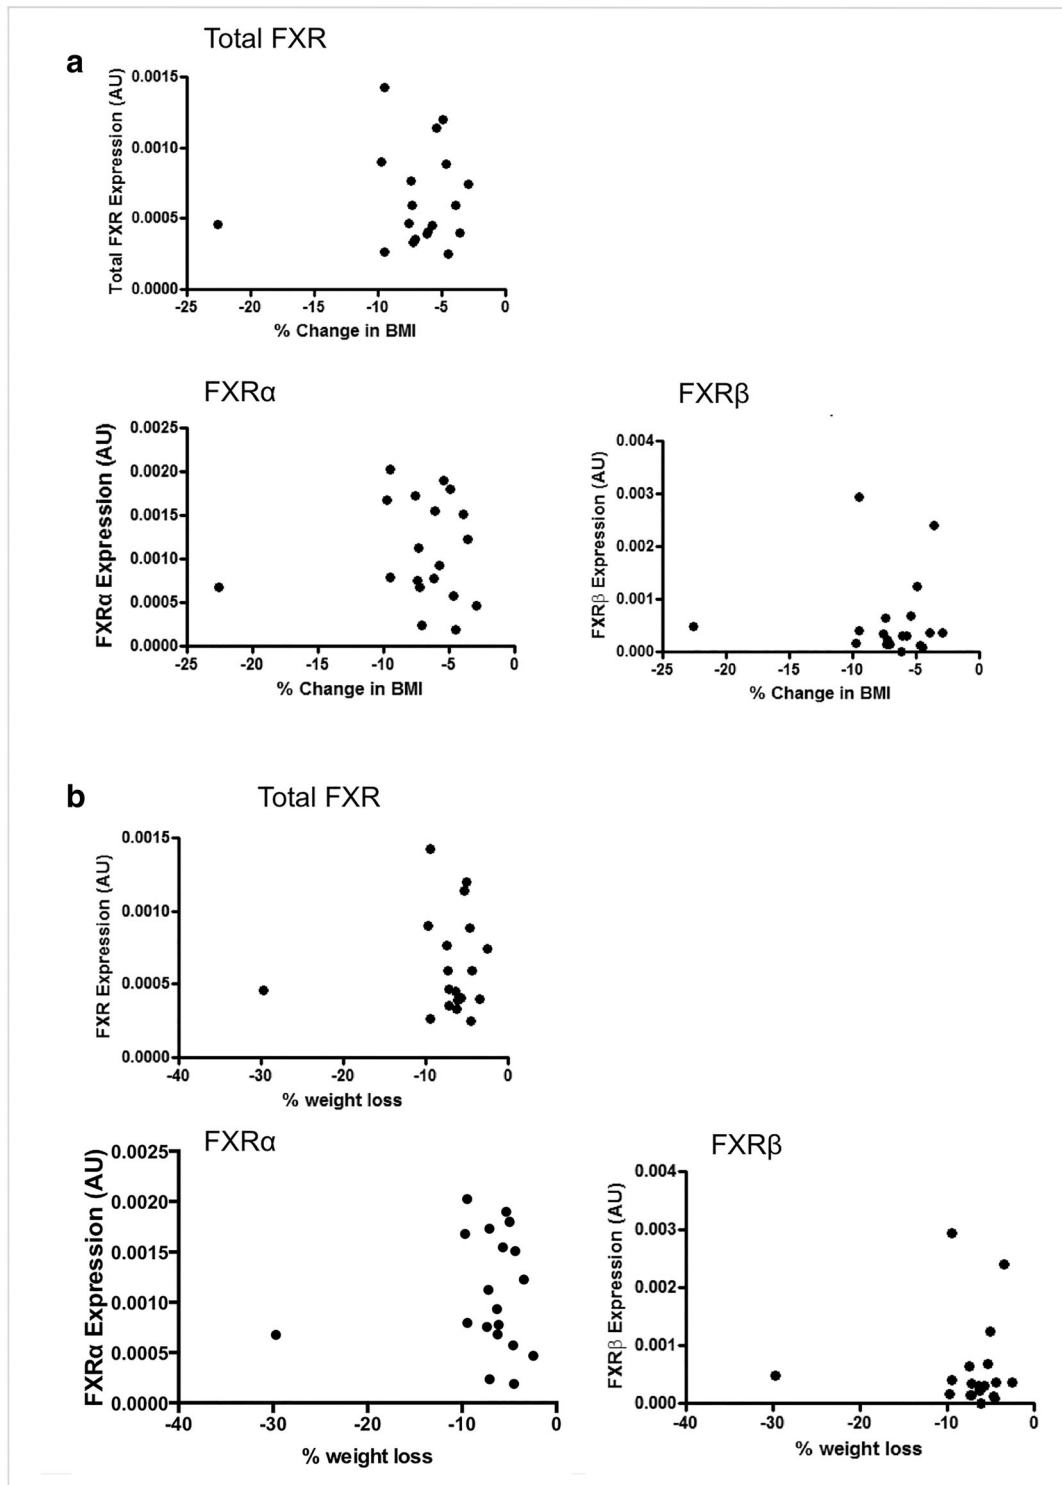 a
Total FXR
Total FXR Expression (AU)
0.0015
0.0010
0.0005
0.0000
-25 -20 -15 -10 -5 0
% Change in BMI
FXRα
FXRα Expression (AU)
0.0025
0.0020
0.0015
0.0010
0.0005
0.0000
-25 -20 -15 -10 -5 0
% Change in BMI
FXRβ
FXRβ Expression (AU)
0.004
0.003
0.002
0.001
0.000
-25 -20 -15 -10 -5 0
% Change in BMI
b
Total FXR
FXR Expression (AU)
0.0015
0.0010
0.0005
0.0000
-40 -30 -20 -10 0
% weight loss
FXRα
FXRα Expression (AU)
0.0025
0.0020
0.0015
0.0010
0.0005
0.0000
-40 -30 -20 -10 0
% weight loss
FXRβ
FXRβ Expression (AU)
0.004
0.003
0.002
0.001
0.000
-40 -30 -20 -10 0
% weight loss